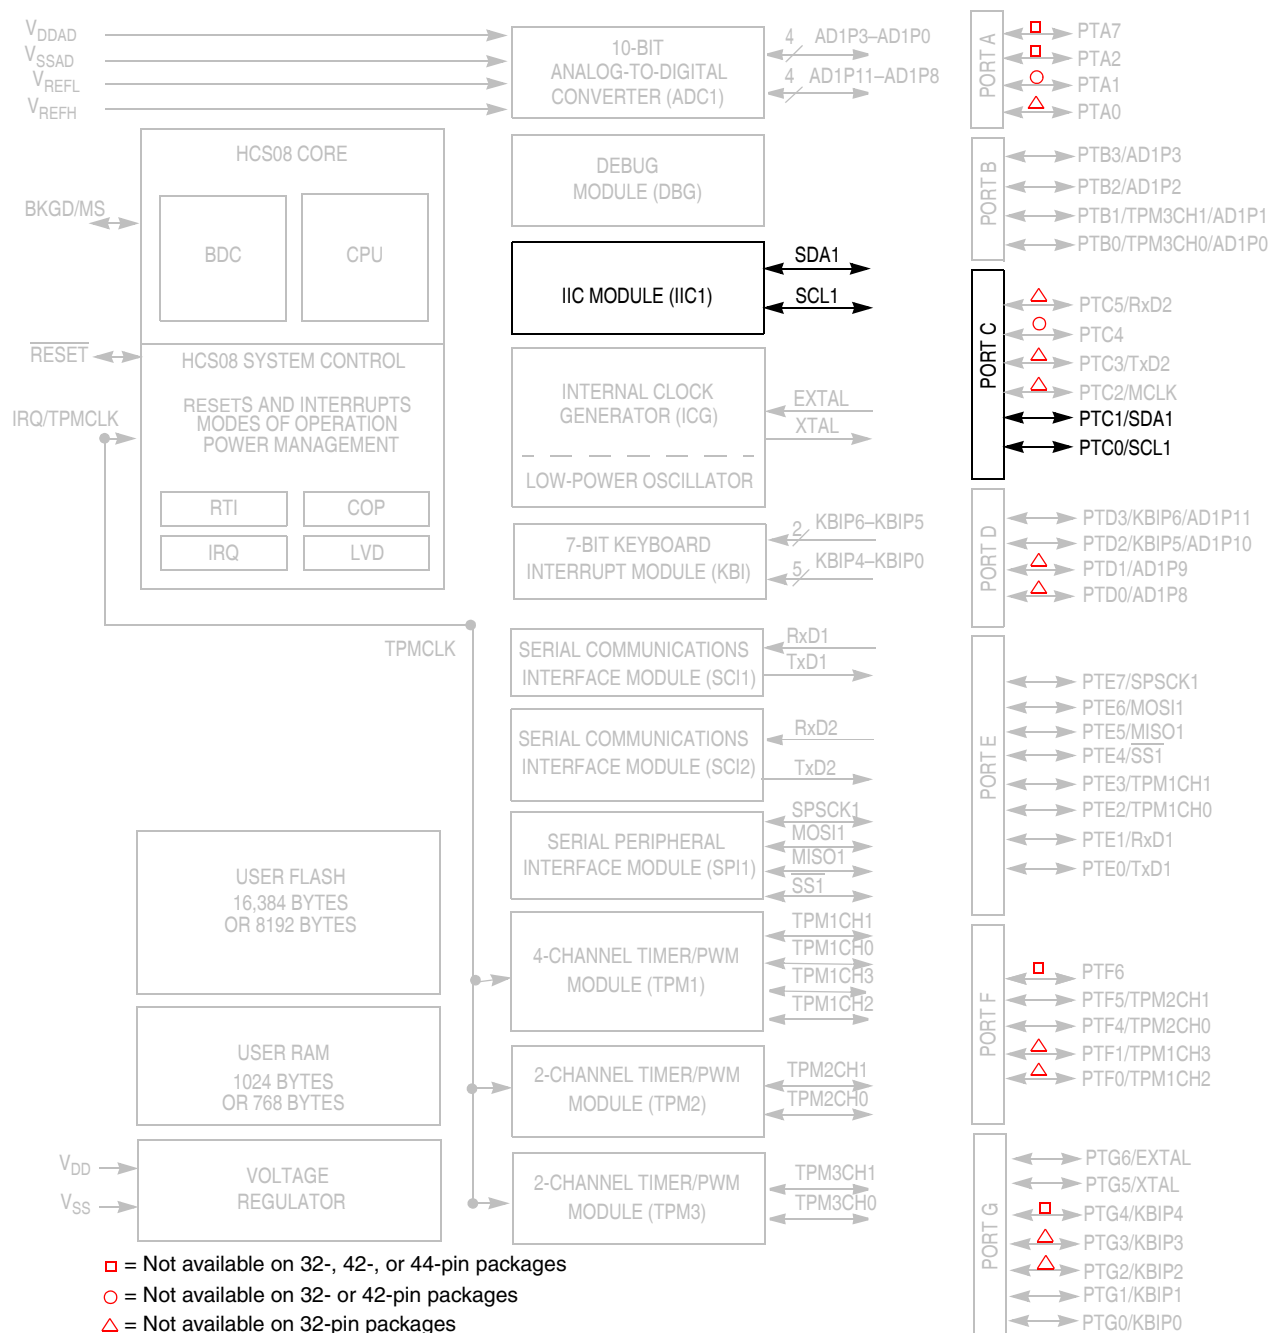 VDDAD
VSSAD
VREFL
VREFH
10-BIT
ANALOG-TO-DIGITAL
CONVERTER (ADC1)
4 AD1P3–AD1P0
4 AD1P11–AD1P8
HCS08 CORE
BDC
CPU
BKGD/MS
RESET
HCS08 SYSTEM CONTROL
RESETS AND INTERRUPTS
MODES OF OPERATION
POWER MANAGEMENT
IRQ/TPMCLK
RTI
COP
IRQ
LVD
TPMCLK
DEBUG
MODULE (DBG)
IIC MODULE (IIC1)
SDA1
SCL1
INTERNAL CLOCK
GENERATOR (ICG)
LOW-POWER OSCILLATOR
EXTAL
XTAL
7-BIT KEYBOARD
INTERRUPT MODULE (KBI)
2 KBIP6–KBIP5
5 KBIP4–KBIP0
SERIAL COMMUNICATIONS
INTERFACE MODULE (SCI1)
RxD1
TxD1
SERIAL COMMUNICATIONS
INTERFACE MODULE (SCI2)
RxD2
TxD2
SERIAL PERIPHERAL
INTERFACE MODULE (SPI1)
SPSCK1
MOSI1
MISO1
SS1
4-CHANNEL TIMER/PWM
MODULE (TPM1)
TPM1CH1
TPM1CH0
TPM1CH3
TPM1CH2
2-CHANNEL TIMER/PWM
MODULE (TPM2)
TPM2CH1
TPM2CH0
2-CHANNEL TIMER/PWM
MODULE (TPM3)
TPM3CH1
TPM3CH0
USER FLASH
16,384 BYTES
OR 8192 BYTES
USER RAM
1024 BYTES
OR 768 BYTES
VDD
VSS
VOLTAGE
REGULATOR
PORT A
PTA7
PTA2
PTA1
PTA0
PORT B
PTB3/AD1P3
PTB2/AD1P2
PTB1/TPM3CH1/AD1P1
PTB0/TPM3CH0/AD1P0
PORT C
PTC5/RxD2
PTC4
PTC3/TxD2
PTC2/MCLK
PTC1/SDA1
PTC0/SCL1
PORT D
PTD3/KBIP6/AD1P11
PTD2/KBIP5/AD1P10
PTD1/AD1P9
PTD0/AD1P8
PORT E
PTE7/SPSCK1
PTE6/MOSI1
PTE5/MISO1
PTE4/SS1
PTE3/TPM1CH1
PTE2/TPM1CH0
PTE1/RxD1
PTE0/TxD1
PORT F
PTF6
PTF5/TPM2CH1
PTF4/TPM2CH0
PTF1/TPM1CH3
PTF0/TPM1CH2
PORT G
PTG6/EXTAL
PTG5/XTAL
PTG4/KBIP4
PTG3/KBIP3
PTG2/KBIP2
PTG1/KBIP1
PTG0/KBIP0
= Not available on 32-, 42-, or 44-pin packages
= Not available on 32- or 42-pin packages
= Not available on 32-pin packages